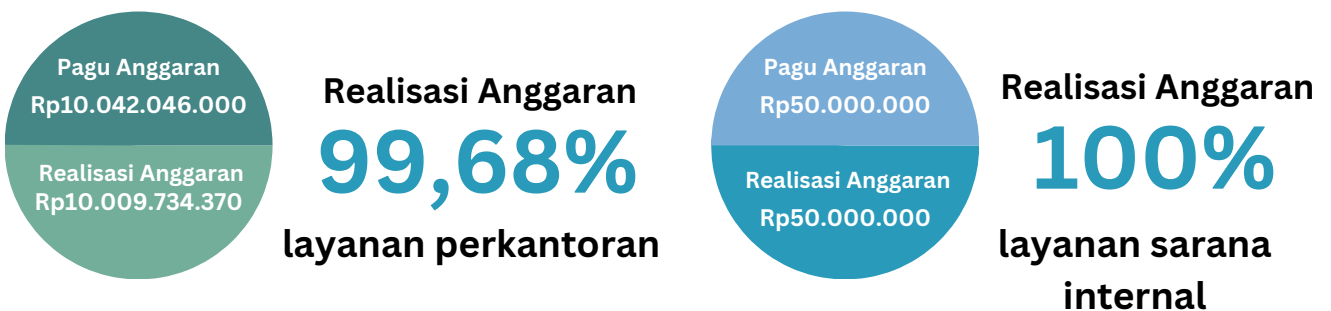 Pagu Anggaran
Rp10.042.046.000
Realisasi Anggaran
Rp10.009.734.370
Realisasi Anggaran
99,68%
layanan perkantoran
Pagu Anggaran
Rp50.000.000
Realisasi Anggaran
Rp50.000.000
Realisasi Anggaran
100%
layanan sarana
internal